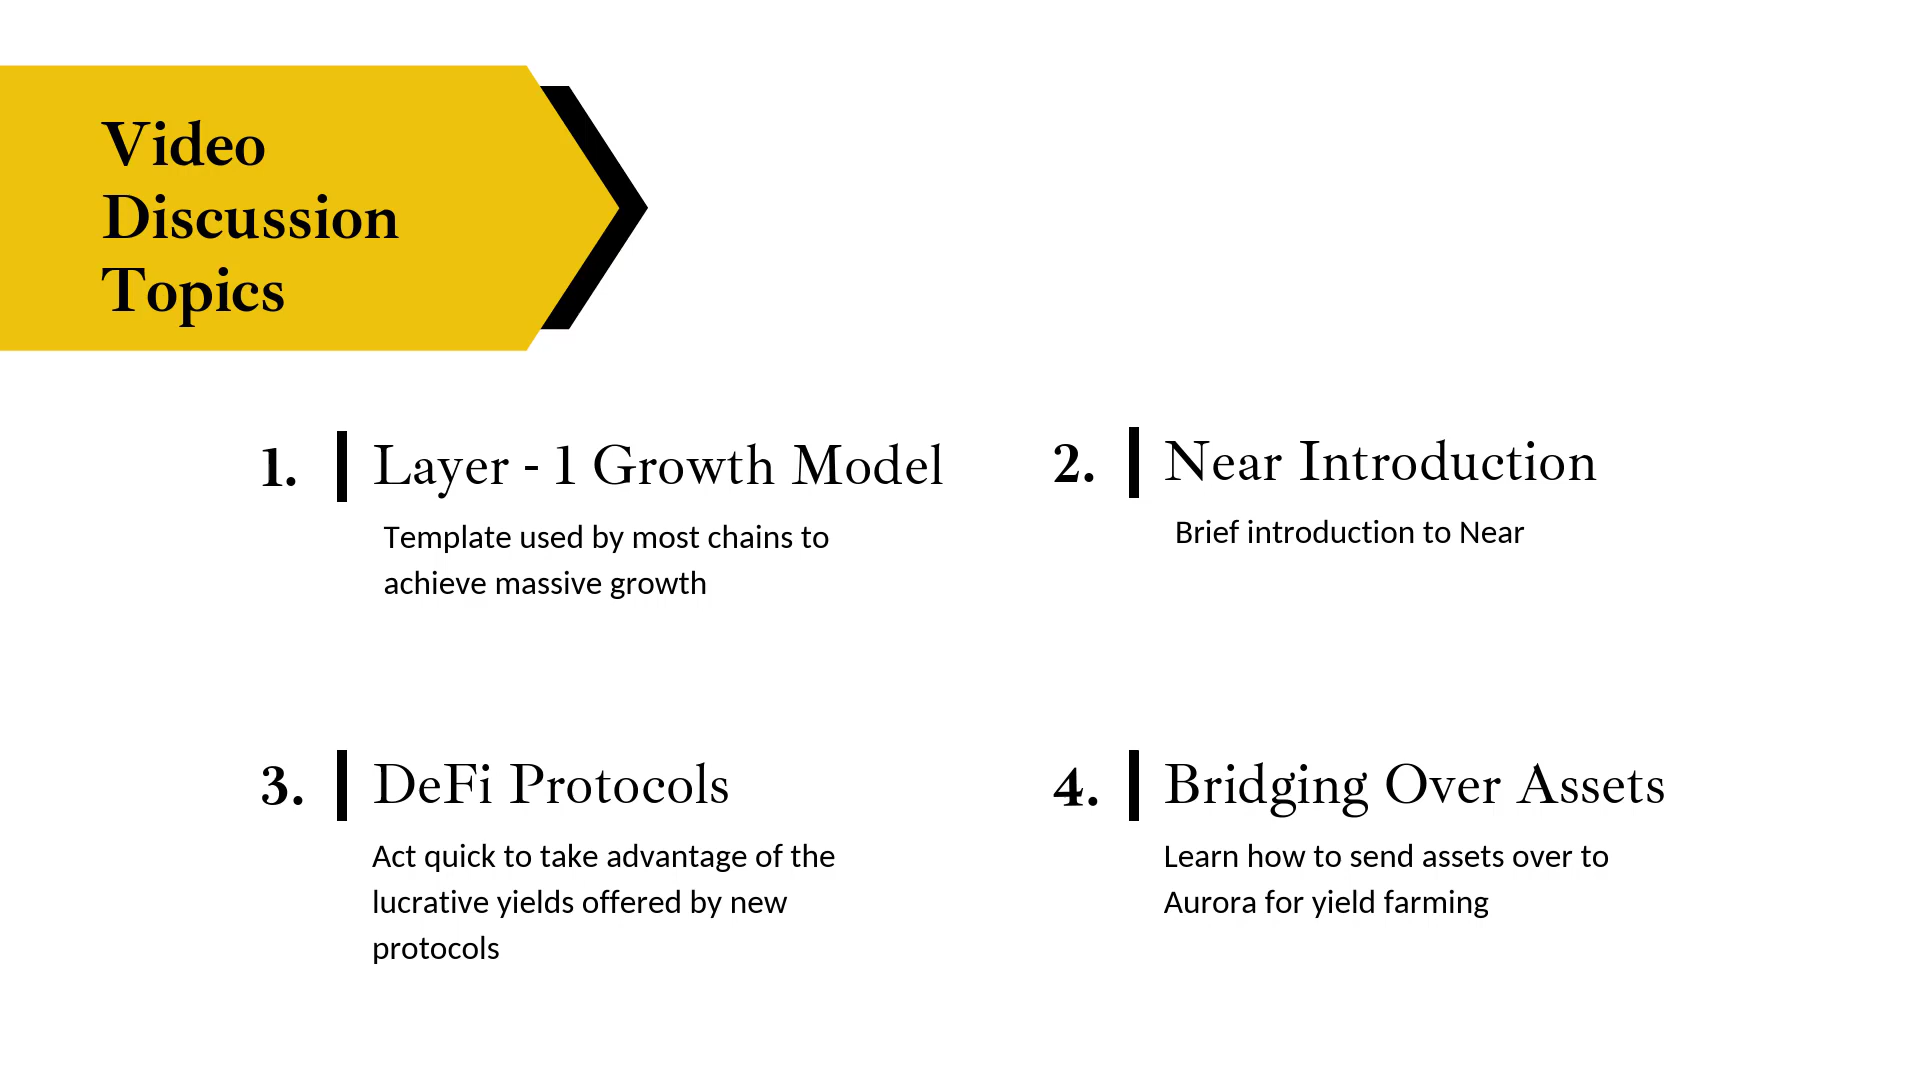 Video
Discussion
Topics
1.
Layer - 1 Growth Model
Template used by most chains to
achieve massive growth
2.
Near Introduction
Brief introduction to Near
3.
DeFi Protocols
Act quick to take advantage of the
lucrative yields offered by new
protocols
4.
Bridging Over Assets
Learn how to send assets over to
Aurora for yield farming